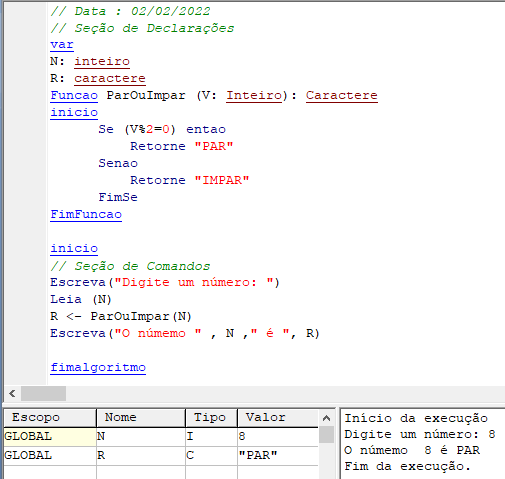 // Data : 02/02/2022
// Seção de Declarações
var
N: inteiro
R: caractere
Funcao ParOuImpar (V: Inteiro): Caractere
inicio
Se (V%2=0) entao
Retorne "PAR"
Senao
Retorne "IMPAR"
FimSe
FimFuncao
inicio
// Seção de Comandos
Escreva("Digite um número: ")
Leia (N)
R <- ParOuImpar(N)
Escreva("O númemo " , N ," é ", R)
fimalgoritmo
Escopo Nome Tipo Valor
GLOBAL N I 8
GLOBAL R C "PAR"
Início da execução
Digite um número: 8
O númemo  8 é PAR
Fim da execução.